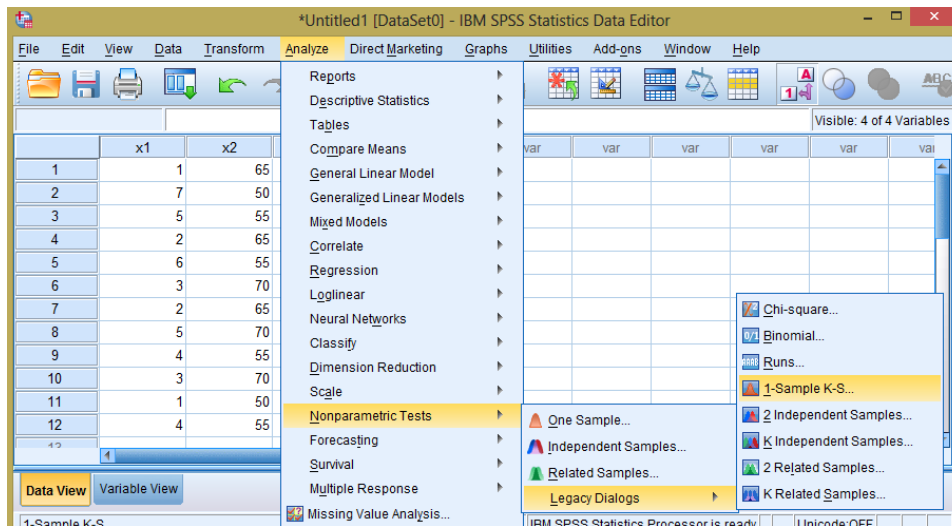 *Untitled1 [DataSet0] - IBM SPSS Statistics Data Editor
File Edit View Data Transform Analyze Direct Marketing Graphs Utilities Add-ons Window Help
A
1
ABC
Visible: 4 of 4 Variables
x1 x2 var var var var var var
1 1 65
2 7 50
3 5 55
4 2 65
5 6 55
6 3 70
7 2 65
8 5 70
9 4 55
10 3 70
11 1 50
12 4 55
13
Reports
Descriptive Statistics
Tables
Compare Means
General Linear Model
Generalized Linear Models
Mixed Models
Correlate
Regression
Loglinear
Neural Networks
Classify
Dimension Reduction
Scale
Nonparametric Tests
Forecasting
Survival
Multiple Response
Missing Value Analysis...
One Sample...
Independent Samples...
Related Samples...
Legacy Dialogs
Chi-square...
Binomial...
Runs...
1-Sample K-S...
2 Independent Samples...
K Independent Samples...
2 Related Samples...
K Related Samples...
Data View Variable View
1-Sample K-S
IBM SPSS Statistics Processor is ready Unicode:OFF